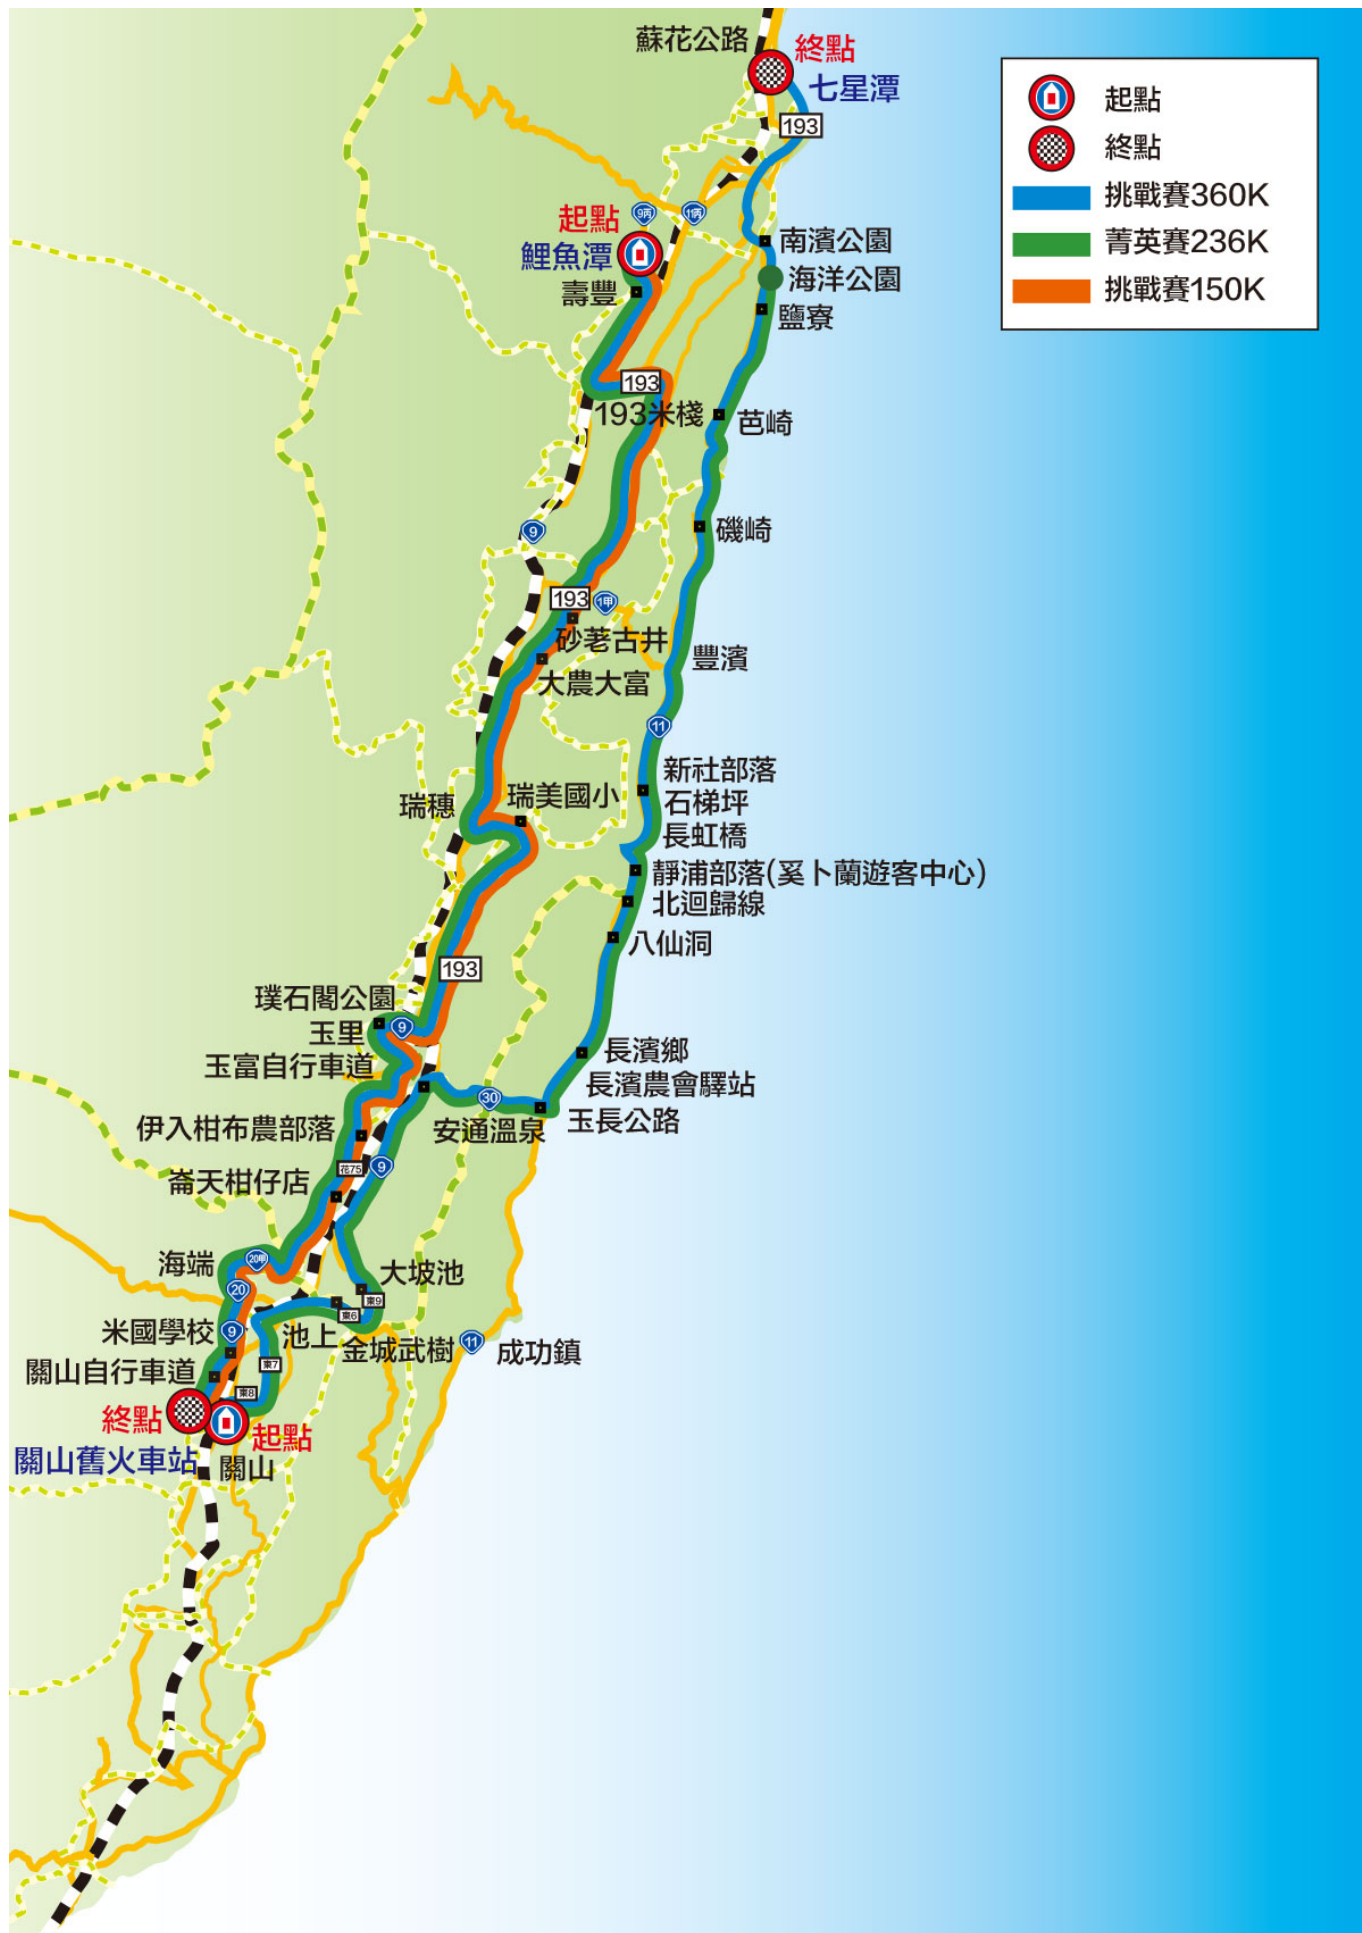 蘇花公路
終點
七星潭
193
起點
終點
挑戰賽360K
菁英賽236K
挑戰賽150K
9丙
11丙
起點
鯉魚潭
壽豐
南濱公園
海洋公園
鹽寮
193
193米棧
芭崎
9
磯崎
193
1甲
砂荖古井
大農大富
豐濱
11
新社部落
石梯坪
長虹橋
瑞穗
瑞美國小
靜浦部落(奚卜蘭遊客中心)
北迴歸線
八仙洞
193
璞石閣公園
玉里
9
玉富自行車道
長濱鄉
長濱農會驛站
30
玉長公路
安通溫泉
伊入柑布農部落
花75
9
崙天柑仔店
海端
20甲
20
大坡池
東9
東6
米國學校
9
池上
金城武樹
11
成功鎮
關山自行車道
東7
東8
終點
起點
關山舊火車站
關山